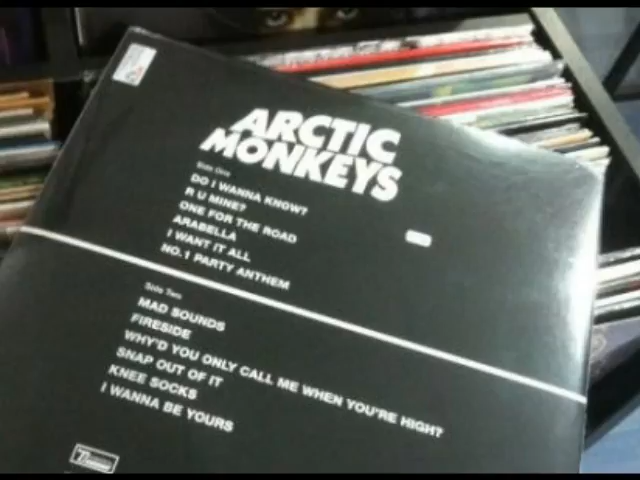 ARCTIC
MONKEYS
Side One
DO I WANNA KNOW?
R U MINE?
ONE FOR THE ROAD
ARABELLA
I WANT IT ALL
NO.1 PARTY ANTHEM
Side Two
MAD SOUNDS
FIRESIDE
WHY'D YOU ONLY CALL ME WHEN YOU'RE HIGH?
SNAP OUT OF IT
KNEE SOCKS
I WANNA BE YOURS